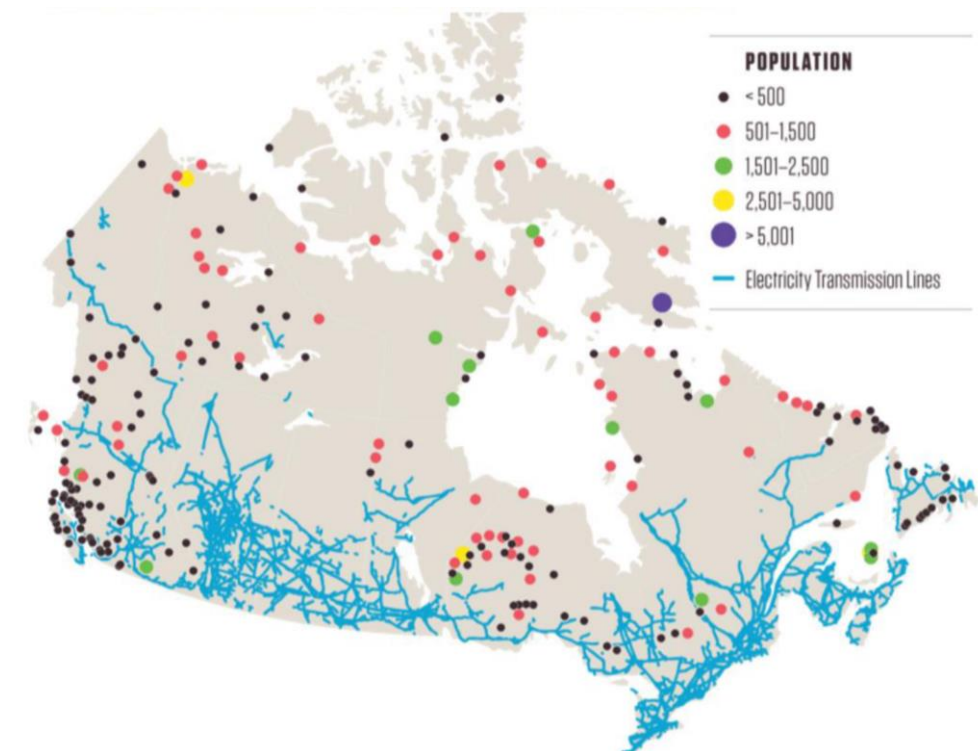 POPULATION
< 500
501–1,500
1,501–2,500
2,501–5,000
> 5,001
Electricity Transmission Lines